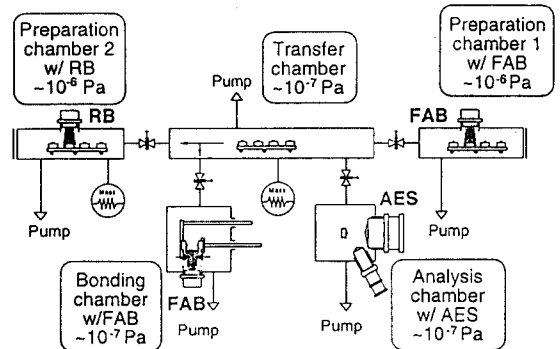 Preparation
chamber 2
w/ RB
~10⁻⁶ Pa
Transfer
chamber
~10⁻⁷ Pa
Preparation
chamber 1
w/ FAB
~10⁻⁶ Pa
Pump
RB
FAB
Mass
Mass
Pump
Pump
AES
Bonding
chamber
w/FAB
~10⁻⁷ Pa
FAB
Pump
Pump
Analysis
chamber
w/ AES
~10⁻⁷ Pa